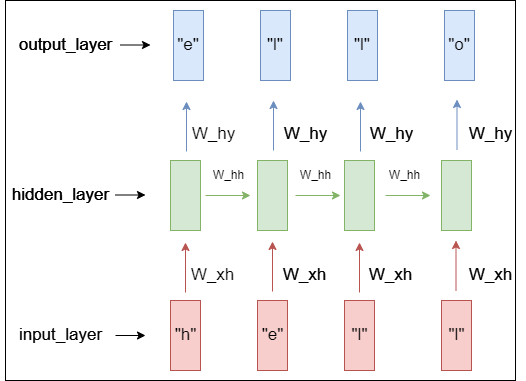 output_layer "e" "l" "l" "o"
W_hy W_hy W_hy W_hy
W_hh W_hh W_hh
hidden_layer
W_xh W_xh W_xh W_xh
input_layer "h" "e" "l" "l"